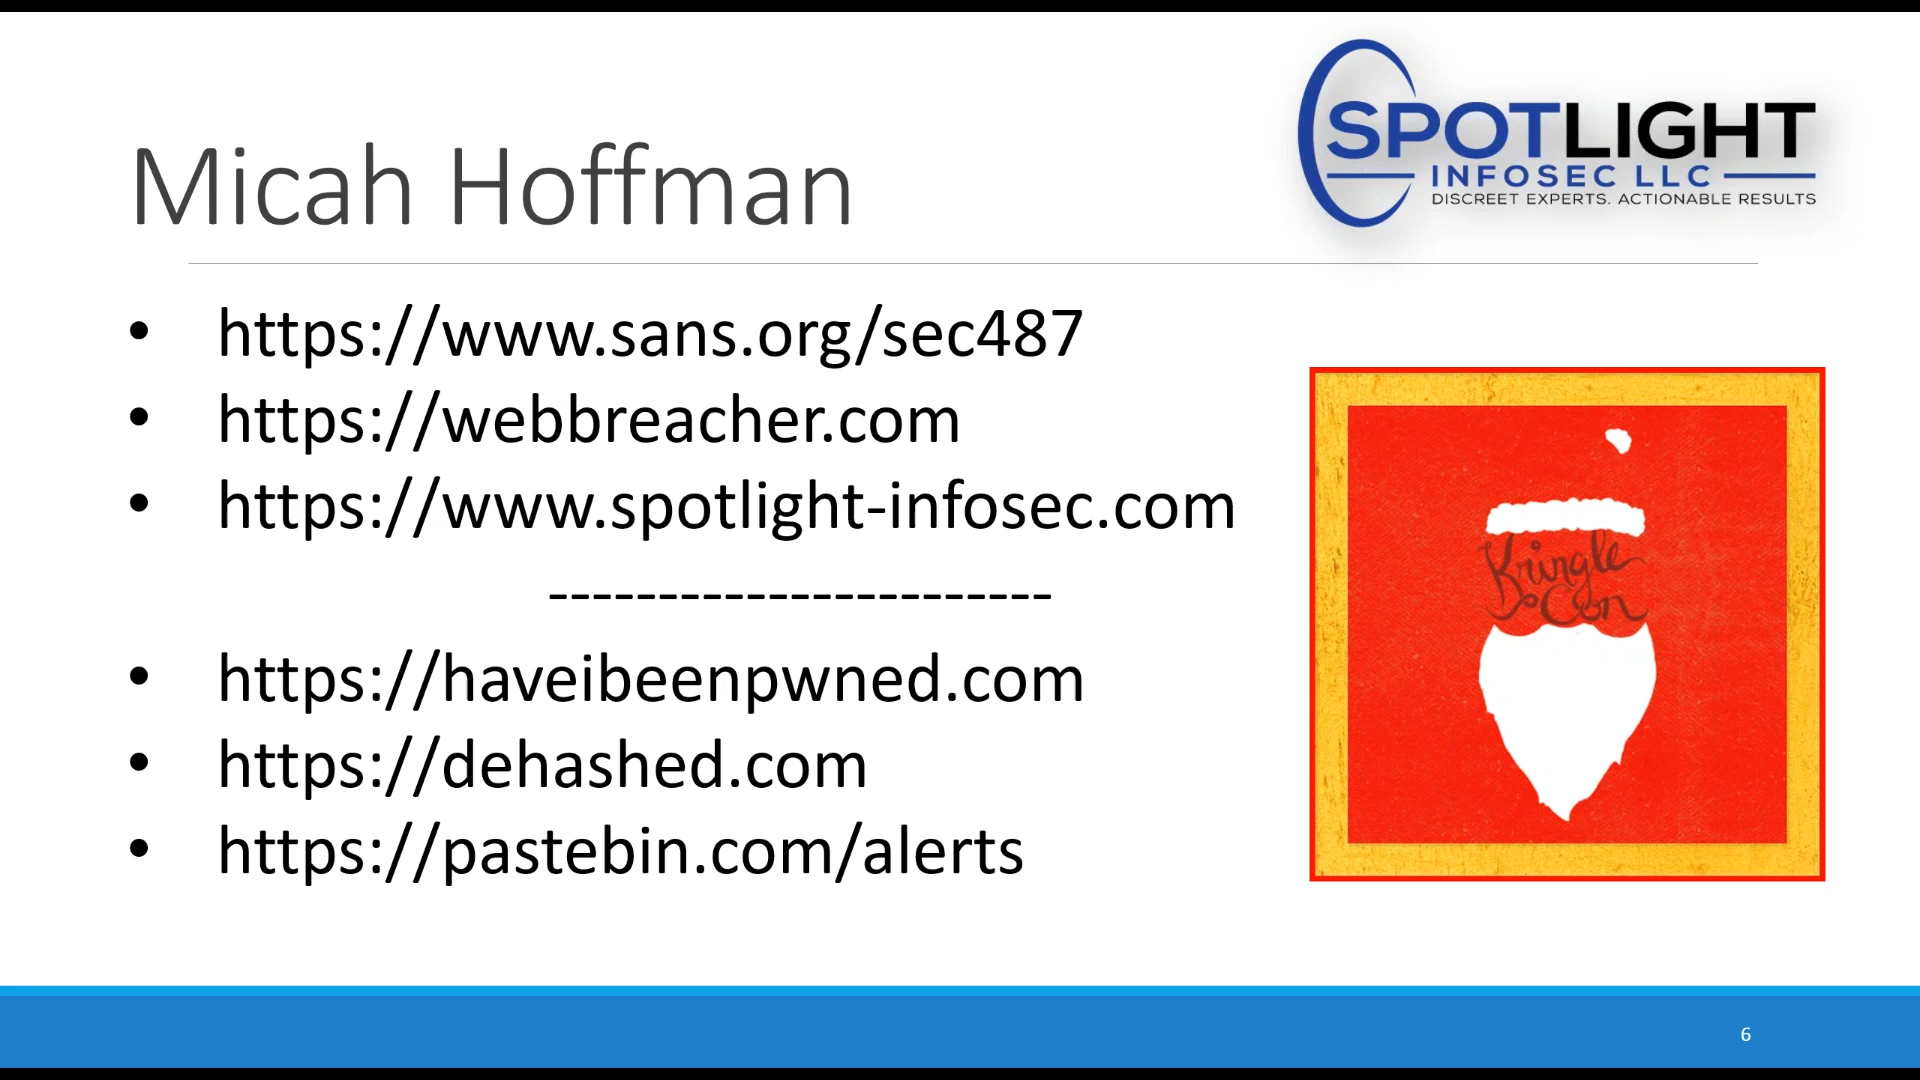 SPOTLIGHT
INFOSEC LLC
DISCREET EXPERTS. ACTIONABLE RESULTS
Micah Hoffman
• https://www.sans.org/sec487
• https://webbreacher.com
• https://www.spotlight-infosec.com
-----------------------
• https://haveibeenpwned.com
• https://dehashed.com
• https://pastebin.com/alerts
Kringle
Con
6